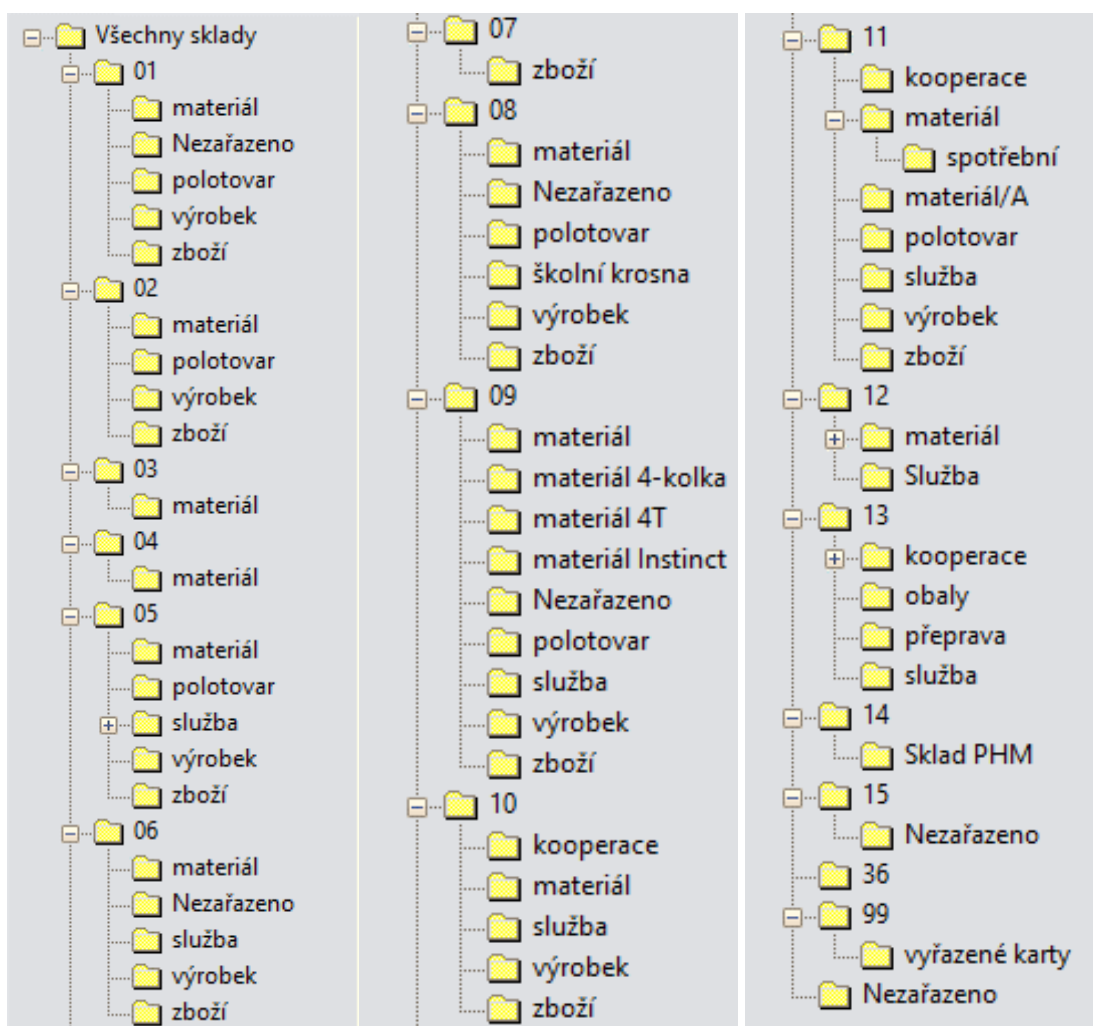 Všechny sklady
01
materiál
Nezařazeno
polotovar
výrobek
zboží
02
materiál
polotovar
výrobek
zboží
03
materiál
04
materiál
05
materiál
polotovar
služba
výrobek
zboží
06
materiál
Nezařazeno
služba
výrobek
zboží
07
zboží
08
materiál
Nezařazeno
polotovar
školní krosna
výrobek
zboží
09
materiál
materiál 4-kolka
materiál 4T
materiál Instinct
Nezařazeno
polotovar
služba
výrobek
zboží
10
kooperace
materiál
služba
výrobek
zboží
11
kooperace
materiál
spotřební
materiál/A
polotovar
služba
výrobek
zboží
12
materiál
Služba
13
kooperace
obaly
přeprava
služba
14
Sklad PHM
15
Nezařazeno
36
99
vyřazené karty
Nezařazeno